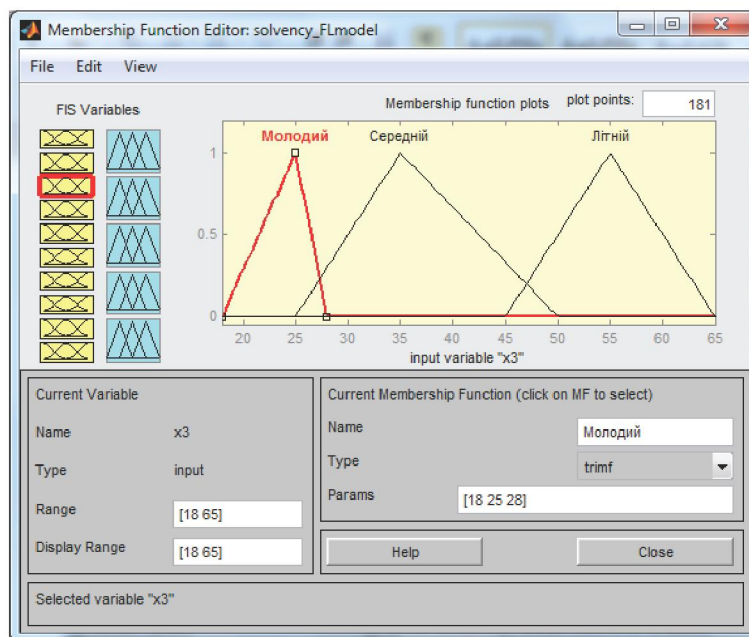 Membership Function Editor: solvency_FLmodel
File Edit View
FIS Variables
Membership function plots plot points: 181
Молодий Середній Літній
1
0.5
0
20 25 30 35 40 45 50 55 60 65
input variable "x3"
Current Variable
Name x3
Type input
Range [18 65]
Display Range [18 65]
Current Membership Function (click on MF to select)
Name Молодий
Type trimf
Params [18 25 28]
Help Close
Selected variable "x3"